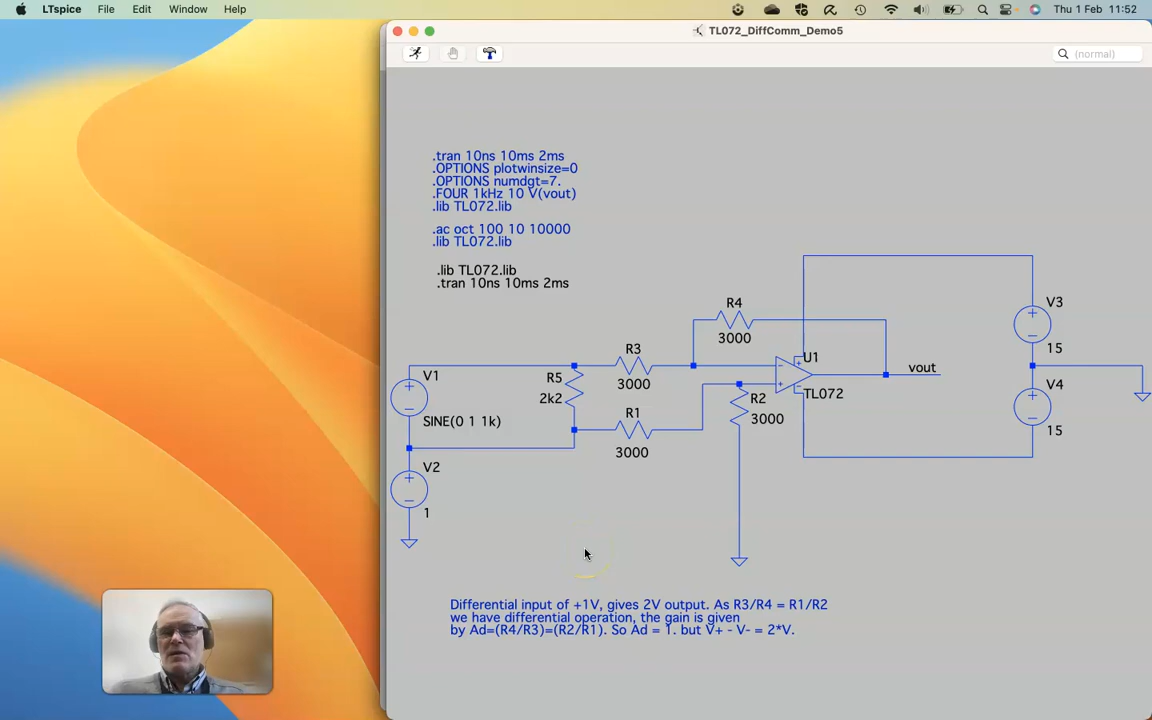 LTspice File Edit Window Help Thu 1 Feb 11:52
TL072_DiffComm_Demo5
(normal)
.tran 10ns 10ms 2ms
.OPTIONS plotwinsize=0
.OPTIONS numdgt=7.
.FOUR 1kHz 10 V(vout)
.lib TL072.lib
.ac oct 100 10 10000
.lib TL072.lib
.lib TL072.lib
.tran 10ns 10ms 2ms
R4
3000
V3
15
R3
3000
U1
vout
V1
R5
2k2
TL072
V4
15
SINE(0 1 1k)
R1
3000
R2
3000
V2
1
Differential input of +1V, gives 2V output. As R3/R4 = R1/R2
we have differential operation, the gain is given
by Ad=(R4/R3)=(R2/R1). So Ad = 1. but V+ - V- = 2*V.